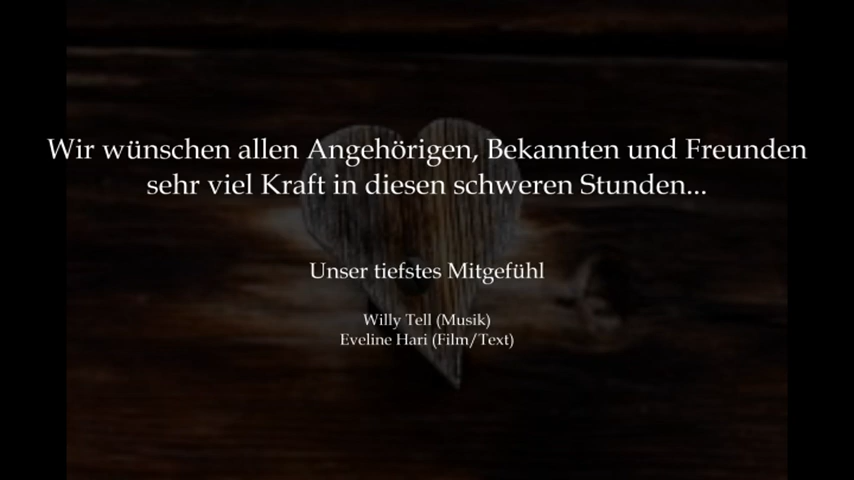 Wir wünschen allen Angehörigen, Bekannten und Freunden
sehr viel Kraft in diesen schweren Stunden...
Unser tiefstes Mitgefühl
Willy Tell (Musik)
Eveline Hari (Film/Text)